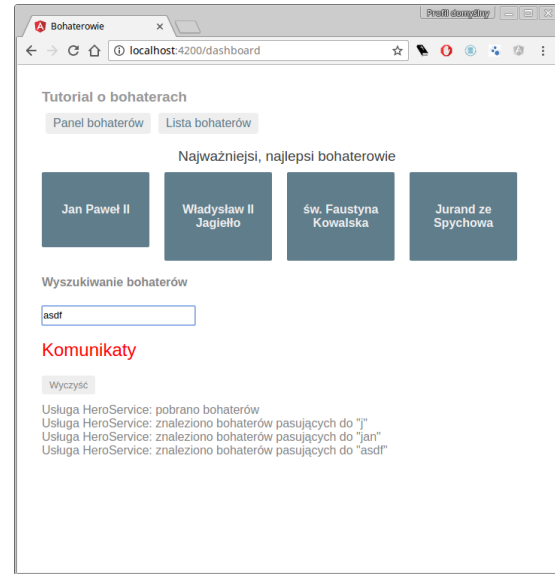 Profil domyślny
Bohaterowie
localhost:4200/dashboard
Tutorial o bohaterach
Panel bohaterów
Lista bohaterów
Najważniejsi, najlepsi bohaterowie
Jan Paweł II
Władysław II
Jagiełło
św. Faustyna
Kowalska
Jurand ze
Spychowa
Wyszukiwanie bohaterów
asdf
Komunikaty
Wyczyść
Usługa HeroService: pobrano bohaterów
Usługa HeroService: znaleziono bohaterów pasujących do "j"
Usługa HeroService: znaleziono bohaterów pasujących do "jan"
Usługa HeroService: znaleziono bohaterów pasujących do "asdf"